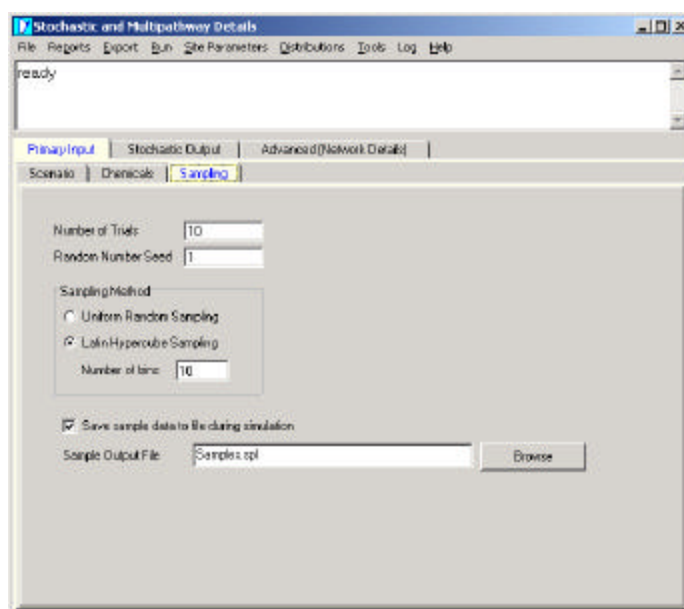 Stochastic and Multipathway Details
File Reports Export Run Site Parameters Distributions Tools Log Help
ready
Primary Input Stochastic Output Advanced (Network Details)
Scenario Chemicals Sampling
Number of Trials 10
Random Number Seed 1
Sampling Method
Uniform Random Sampling
Latin Hypercube Sampling
Number of bins 10
Save sample data to file during simulation
Sample Output File Samples.spl Browse